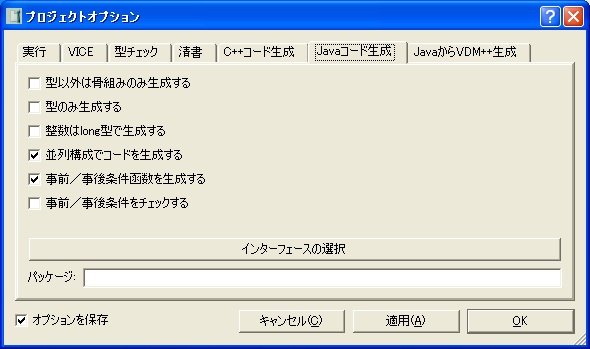 プロジェクトオプション
実行 VICE 型チェック 清書 C++コード生成 Javaコード生成 JavaからVDM++生成
型以外は骨組みのみ生成する
型のみ生成する
整数はlong型で生成する
並列構成でコードを生成する
事前／事後条件函数を生成する
事前／事後条件をチェックする
インターフェースの選択
パッケージ:
オプションを保存 キャンセル(C) 適用(A) OK